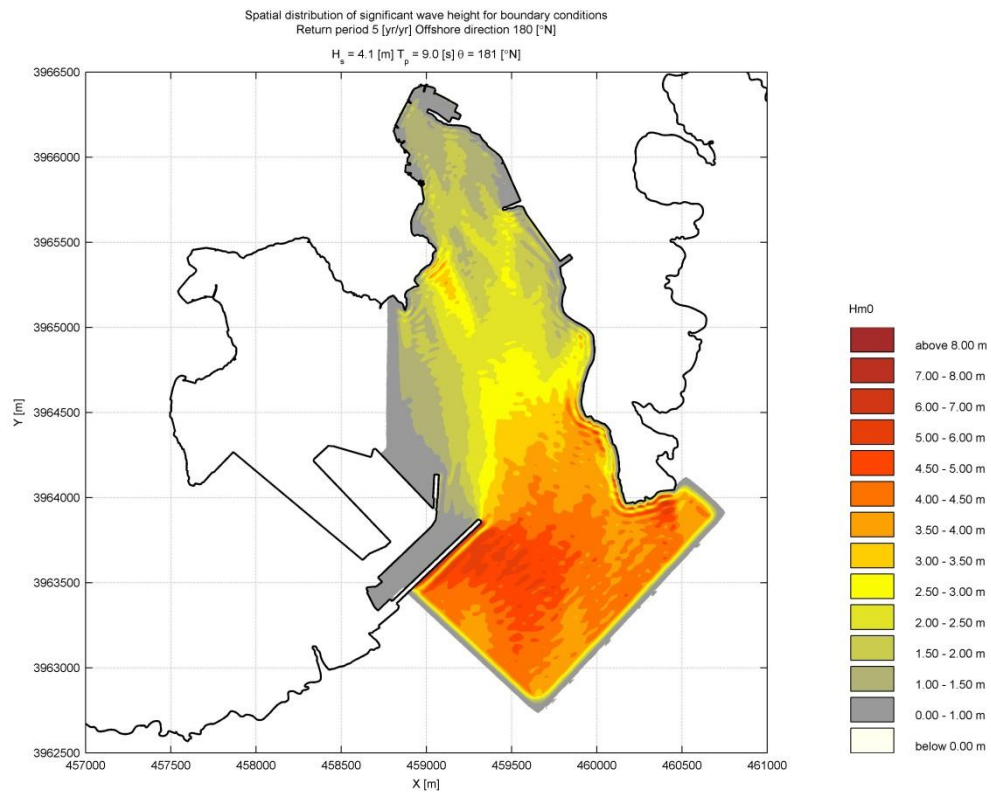 Spatial distribution of significant wave height for boundary conditions
Return period 5 [yr/yr] Offshore direction 180 [°N]
H_s = 4.1 [m] T_p = 9.0 [s] θ = 181 [°N]
3966500
3966000
3965500
3965000
3964500
3964000
3963500
3963000
3962500
Y [m]
457000 457500 458000 458500 459000 459500 460000 460500 461000
X [m]
Hm0
above 8.00 m
7.00 - 8.00 m
6.00 - 7.00 m
5.00 - 6.00 m
4.50 - 5.00 m
4.00 - 4.50 m
3.50 - 4.00 m
3.00 - 3.50 m
2.50 - 3.00 m
2.00 - 2.50 m
1.50 - 2.00 m
1.00 - 1.50 m
0.00 - 1.00 m
below 0.00 m